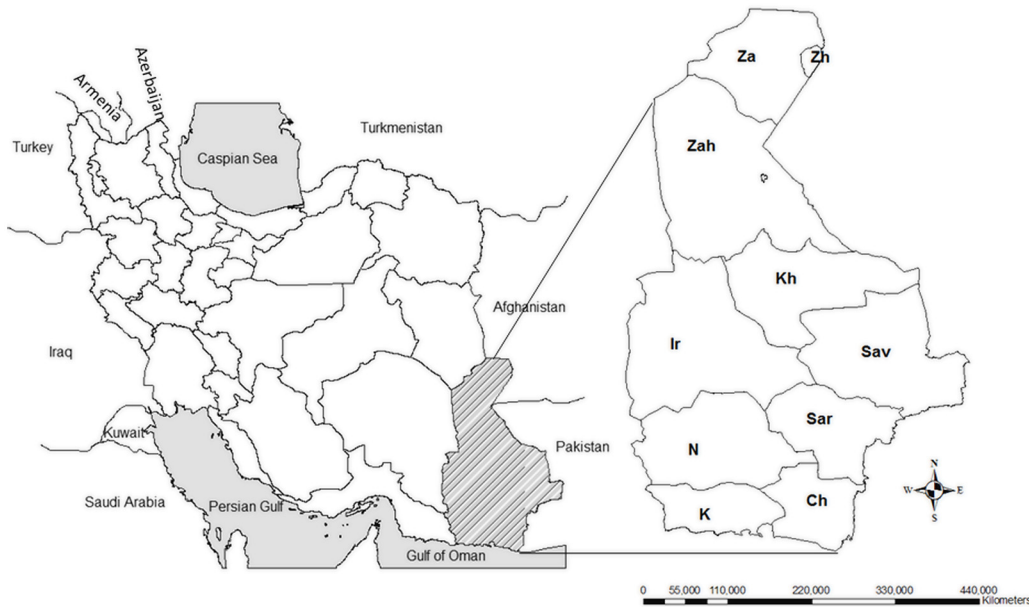 Armenia
Azerbaijan
Turkey
Caspian Sea
Turkmenistan
Iraq
Afghanistan
Kuwait
Pakistan
Saudi Arabia
Persian Gulf
Gulf of Oman
Za
Zh
Zah
Kh
Ir
Sav
Sar
N
K
Ch
N
W
E
S
0 55,000 110,000 220,000 330,000 440,000
Kilometers